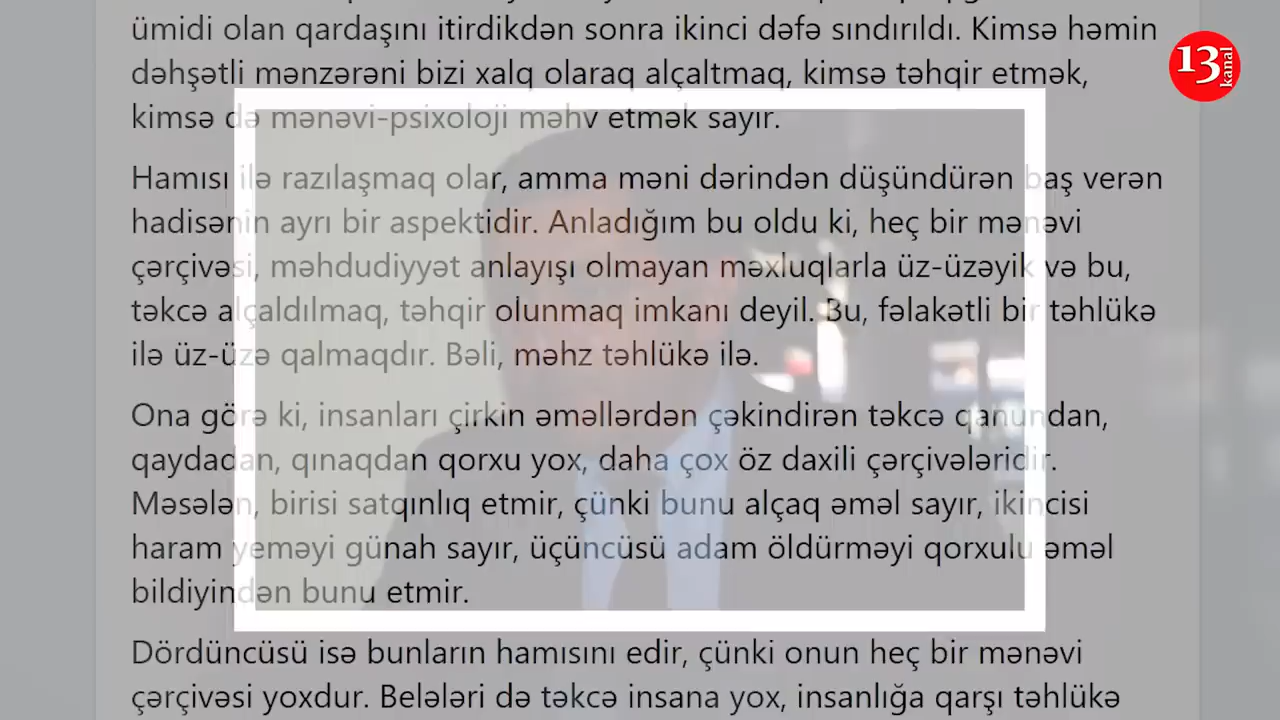 ümidi olan qardaşını itirdikdən sonra ikinci dəfə sındırıldı. Kimsə həmin
dəhşətli mənzərəni bizi xalq olaraq alçaltmaq, kimsə təhqir etmək,
kimsə də mənəvi-psixoloji məhv etmək sayır.
Hamısı ilə razılaşmaq olar, amma məni dərindən düşündürən baş verən
hadisənin ayrı bir aspektidir. Anladığım bu oldu ki, heç bir mənəvi
çərçivəsi, məhdudiyyət anlayışı olmayan məxluqlarla üz-üzəyik və bu,
təkcə alçaldılmaq, təhqir olunmaq imkanı deyil. Bu, fəlakətli bir təhlükə
ilə üz-üzə qalmaqdır. Bəli, məhz təhlükə ilə.
Ona görə ki, insanları çirkin əməllərdən çəkindirən təkcə qanundan,
qaydadan, qınaqdan qorxu yox, daha çox öz daxili çərçivələridir.
Məsələn, birisi satqınlıq etmir, çünki bunu alçaq əməl sayır, ikincisi
haram yeməyi günah sayır, üçüncüsü adam öldürməyi qorxulu əməl
bildiyindən bunu etmir.
Dördüncüsü isə bunların hamısını edir, çünki onun heç bir mənəvi
çərçivəsi yoxdur. Belələri də təkcə insana yox, insanlığa qarşı təhlükə
13 kanal